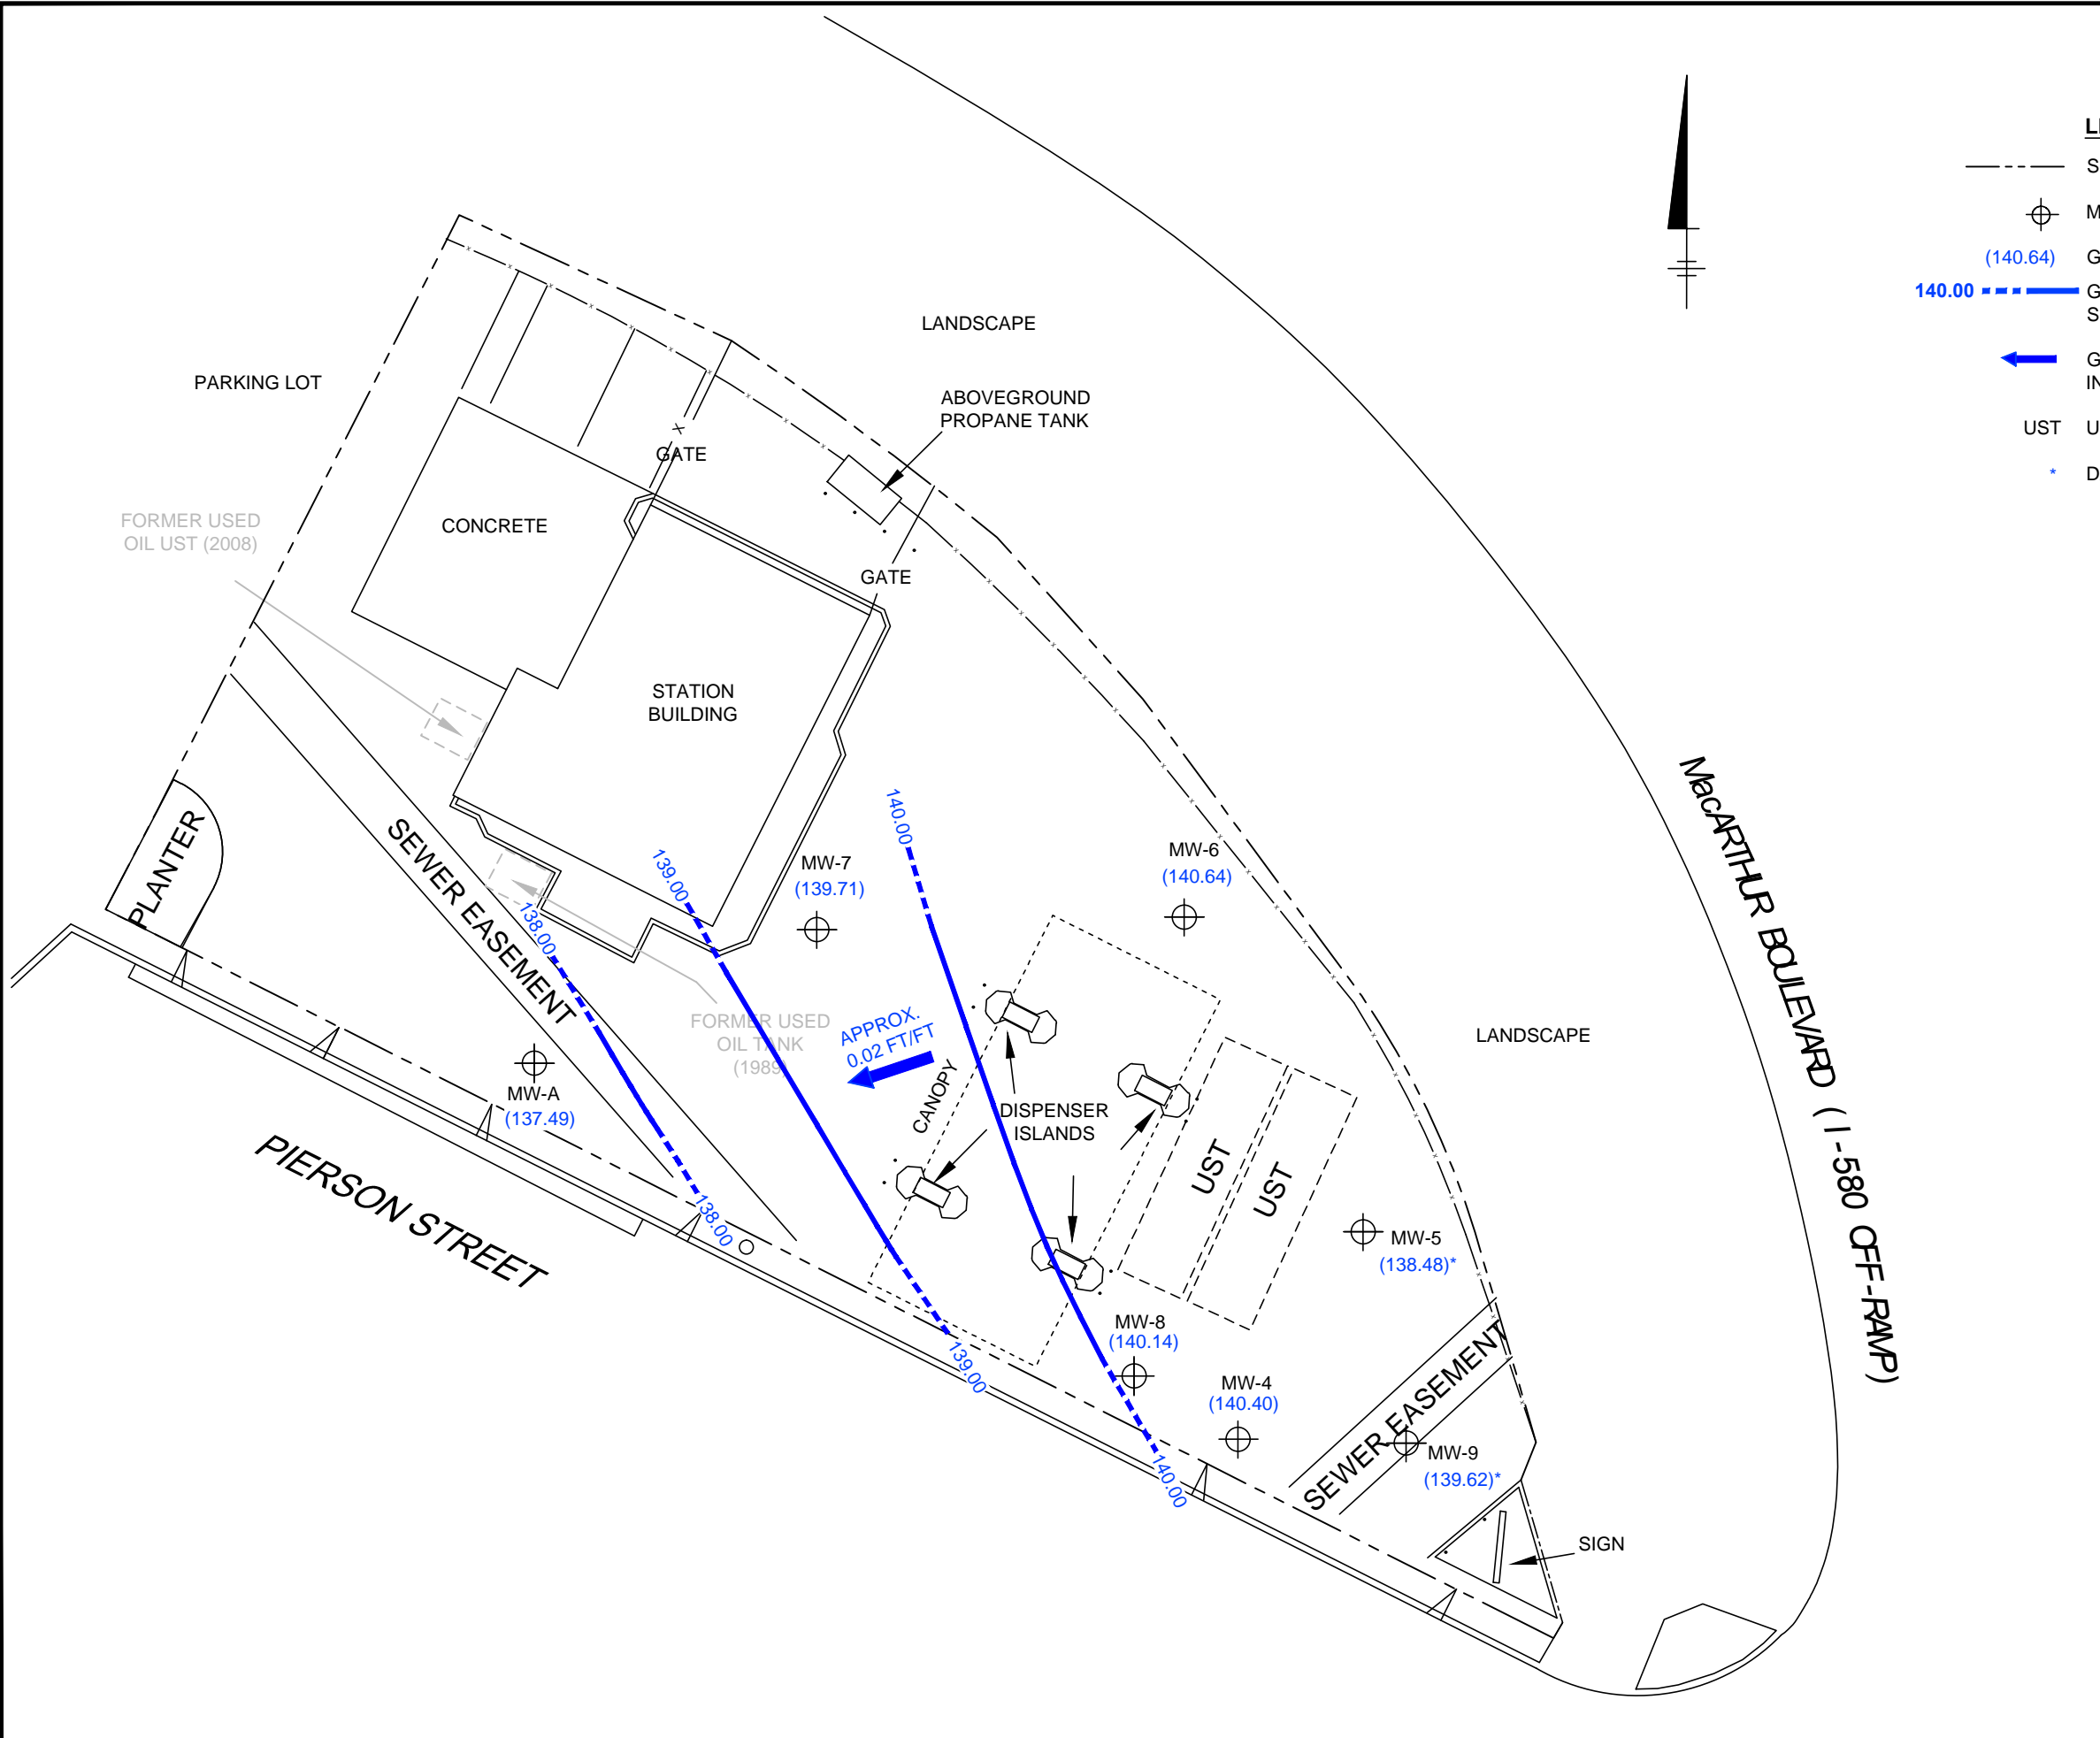 (140.64)
140.00
UST
*
LANDSCAPE
PARKING LOT
ABOVEGROUND
PROPANE TANK
GATE
FORMER USED
OIL UST (2008)
CONCRETE
GATE
STATION
BUILDING
PLANTER
SEWER EASEMENT
139.00
140.00
MW-7
(139.71)
MW-6
(140.64)
138.00
MacARTHUR BOULEVARD (I-580 OFF-RAMP)
FORMER USED
OIL TANK
(1989)
APPROX.
0.02 FT/FT
CANOPY
DISPENSER
ISLANDS
LANDSCAPE
MW-A
(137.49)
PIERSON STREET
138.00
UST
UST
MW-5
(138.48)*
MW-8
(140.14)
139.00
MW-4
(140.40)
SEWER EASEMENT
MW-9
(139.62)*
140.00
SIGN